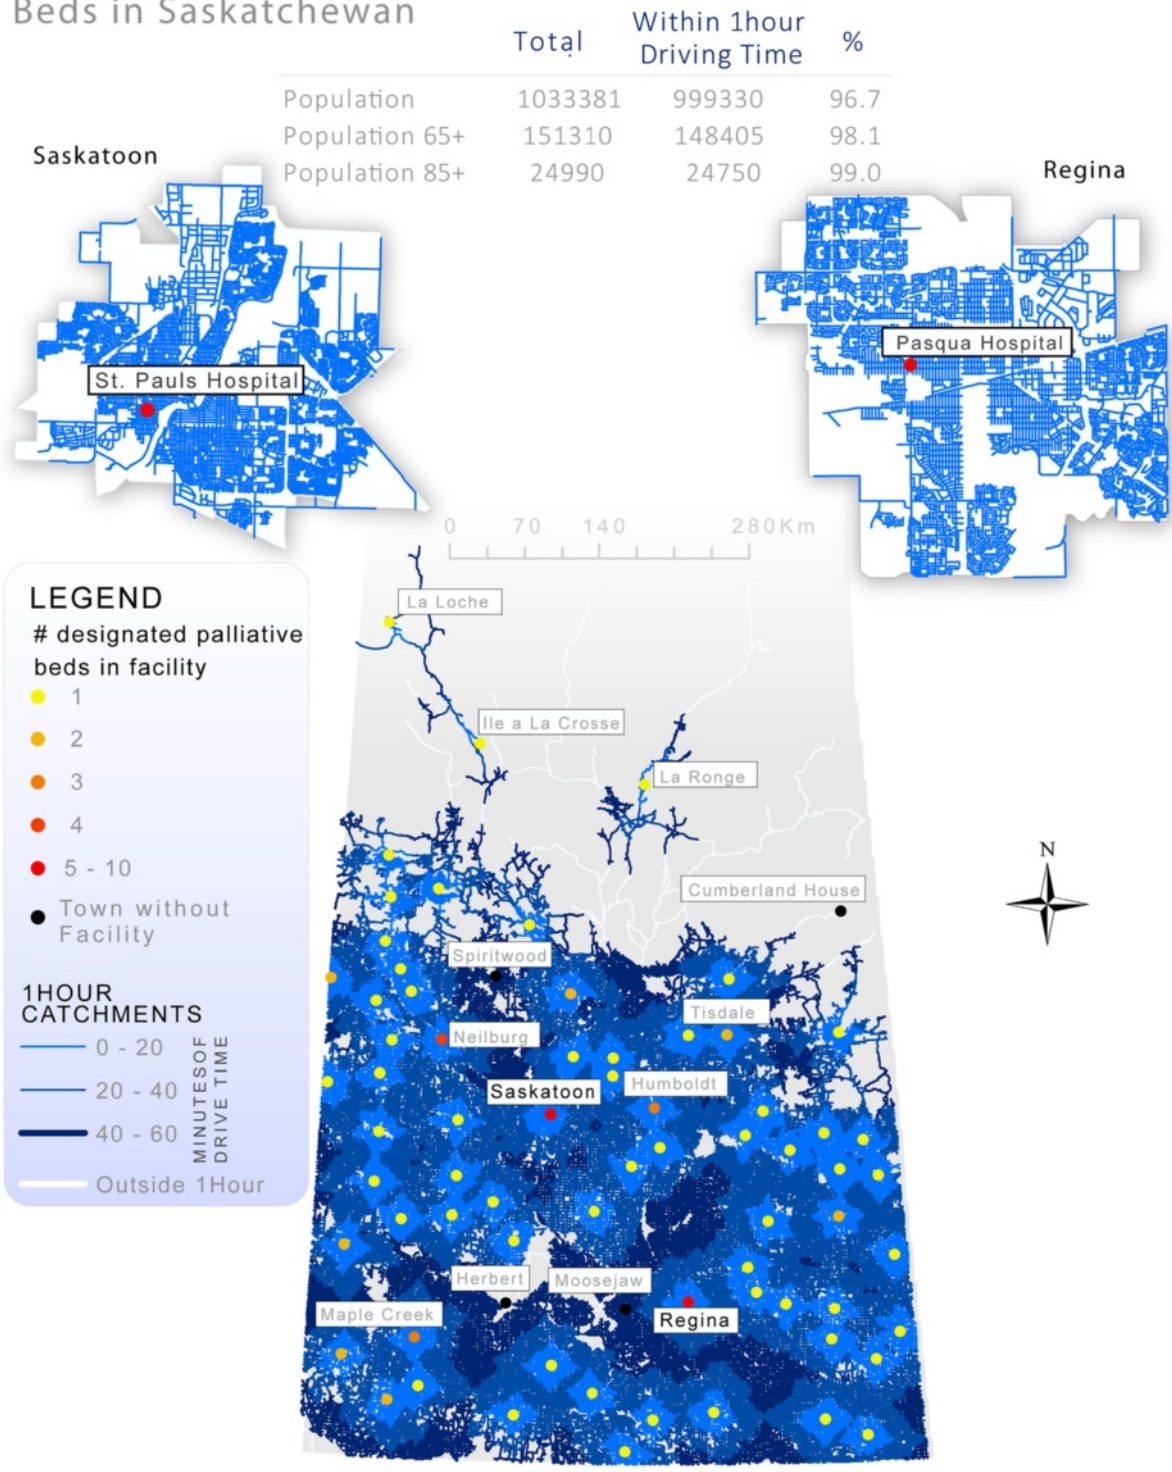 Beds in Saskatchewan
Total Within 1hour Driving Time %
Population 1033381 999330 96.7
Population 65+ 151310 148405 98.1
Population 85+ 24990 24750 99.0
Saskatoon
Regina
St. Pauls Hospital
Pasqua Hospital
0 70 140 280Km
LEGEND
# designated palliative
beds in facility
1
2
3
4
5 - 10
Town without
Facility
1HOUR
CATCHMENTS
0 - 20
20 - 40
40 - 60
Outside 1Hour
MINUTESOF
DRIVE TIME
La Loche
Ile a La Crosse
La Ronge
N
Cumberland House
Spiritwood
Tisdale
Neilburg
Saskatoon
Humboldt
Herbert
Moosejaw
Maple Creek
Regina